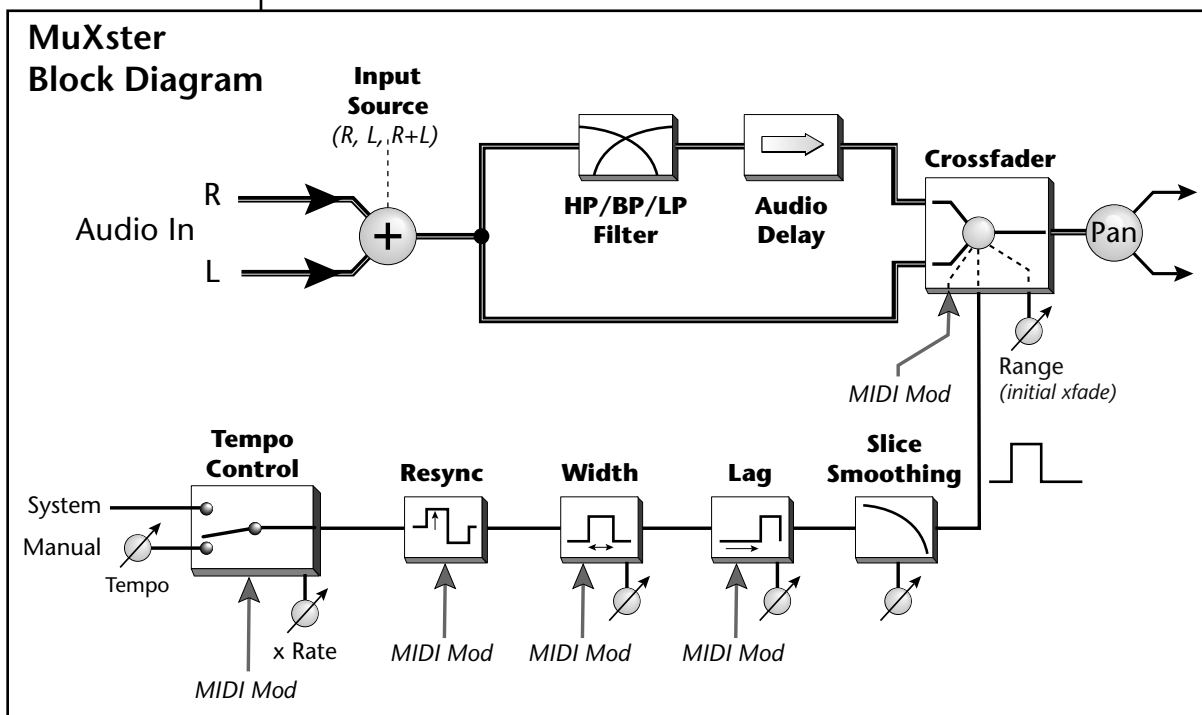 MuXster
Block Diagram
Input
Source
(R, L, R+L)
R
Audio In
L
+
HP/BP/LP
Filter
Audio
Delay
Crossfader
Pan
MIDI Mod
Range
(initial xfade)
Tempo
Control
System
Manual
Tempo
x Rate
MIDI Mod
Resync
MIDI Mod
Width
MIDI Mod
Lag
MIDI Mod
Slice
Smoothing